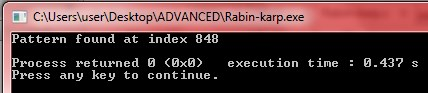 C:\Users\user\Desktop\ADVANCED\Rabin-karp.exe
Pattern found at index 848
Process returned 0 (0x0)   execution time : 0.437 s
Press any key to continue.